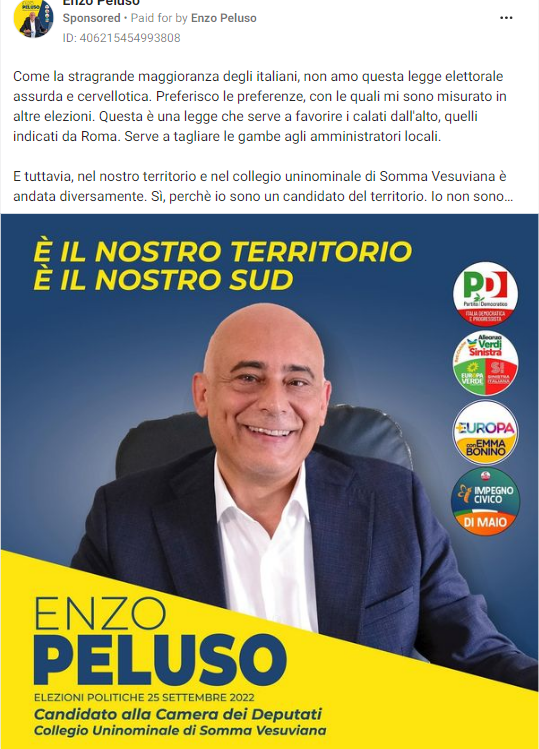 Enzo Peluso
PELUSO
Sponsored • Paid for by Enzo Peluso
ID: 406215454993808
Come la stragrande maggioranza degli italiani, non amo questa legge elettorale
assurda e cervellotica. Preferisco le preferenze, con le quali mi sono misurato in
altre elezioni. Questa è una legge che serve a favorire i calati dall'alto, quelli
indicati da Roma. Serve a tagliare le gambe agli amministratori locali.
E tuttavia, nel nostro territorio e nel collegio uninominale di Somma Vesuviana è
andata diversamente. Sì, perchè io sono un candidato del territorio. Io non sono...
È IL NOSTRO TERRITORIO
È IL NOSTRO SUD
PD
Partito Democratico
ITALIA DEMOCRATICA
E PROGRESSISTA
Alleanza
Verdi
Sinistra
EUROPA
VERDE
SI
SINISTRA
ITALIANA
+EUROPA
con EMMA
BONINO
IMPEGNO
CIVICO
DI MAIO
ENZO
PELUSO
ELEZIONI POLITICHE 25 SETTEMBRE 2022
Candidato alla Camera dei Deputati
Collegio Uninominale di Somma Vesuviana